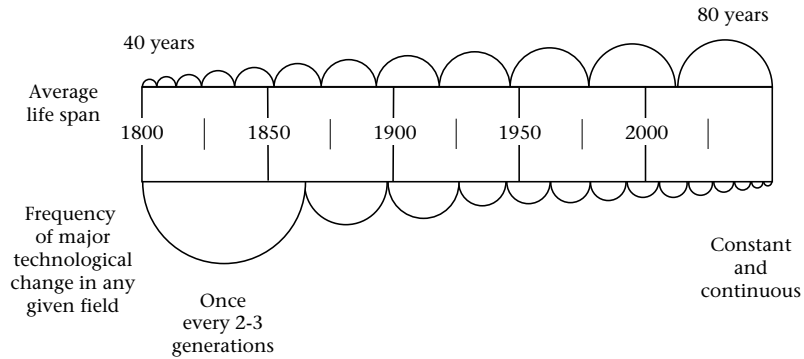 80 years
40 years
Average
life span
1800
1850
1900
1950
2000
Frequency
of major
technological
change in any
given field
Once
every 2-3
generations
Constant
and
continuous